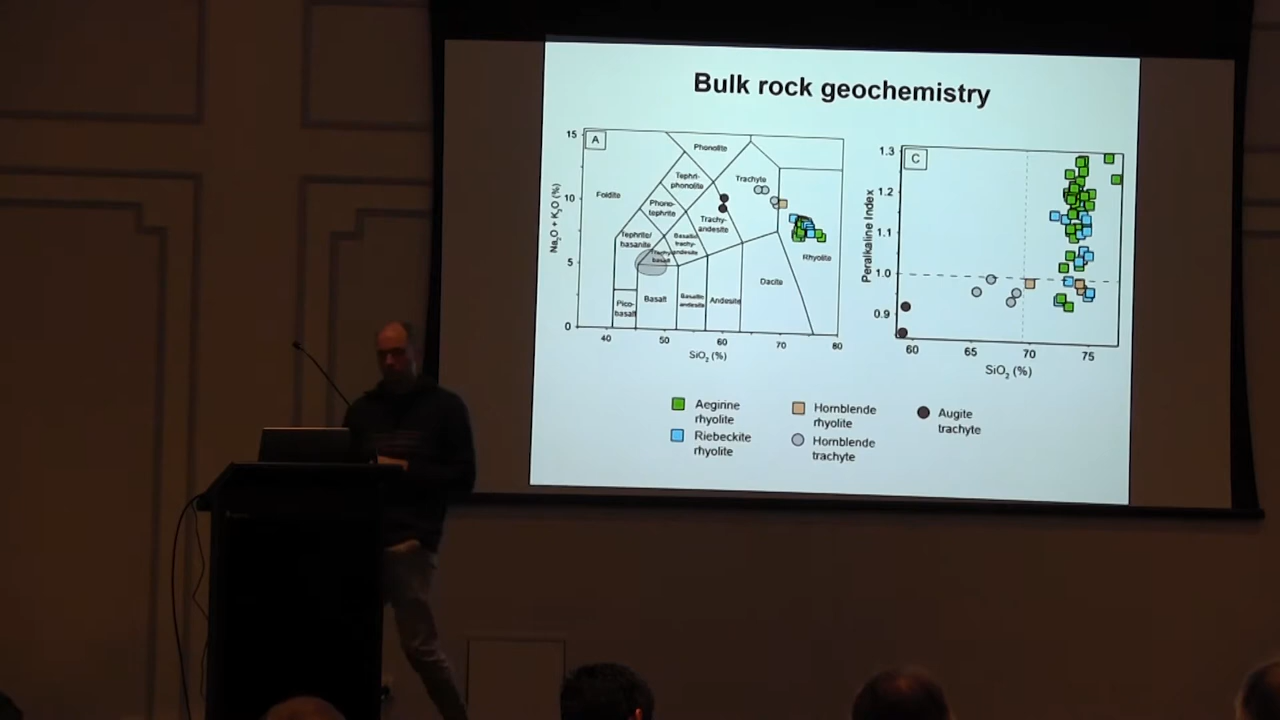 Bulk rock geochemistry
A
15
10
5
0
Na₂O + K₂O (%)
Foidite
Phonolite
Tephri-
phonolite
Phono-
tephrite
Tephrite/
basanite
Trachyte
Trachy-
andesite
Basaltic
trachy-
andesite
Trachy-
basalt
Pico-
basalt
Basalt
Basaltic
andesite
Andesite
Dacite
Rhyolite
40
50
60
70
80
SiO₂ (%)
C
1.3
1.2
1.1
1.0
0.9
Peralkaline Index
60
65
70
75
SiO₂ (%)
Aegirine
rhyolite
Riebeckite
rhyolite
Hornblende
rhyolite
Hornblende
trachyte
Augite
trachyte